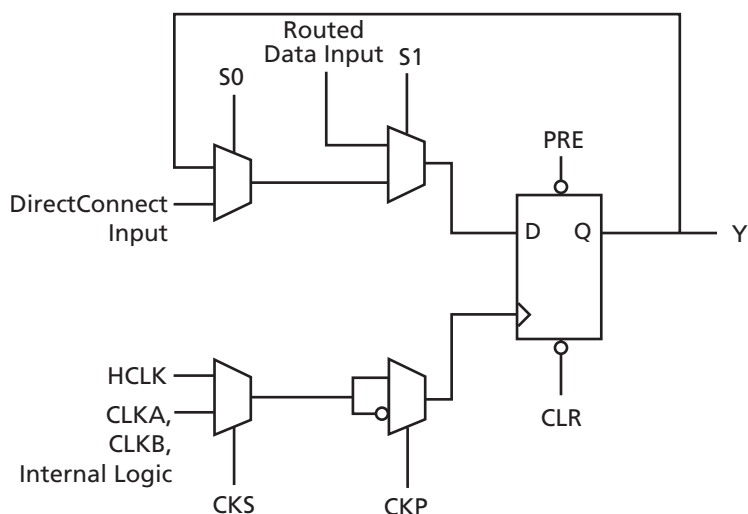 Routed
Data Input
S1
S0
PRE
DirectConnect
Input
D
Q
Y
HCLK
CLKA,
CLKB,
Internal Logic
CLR
CKS
CKP